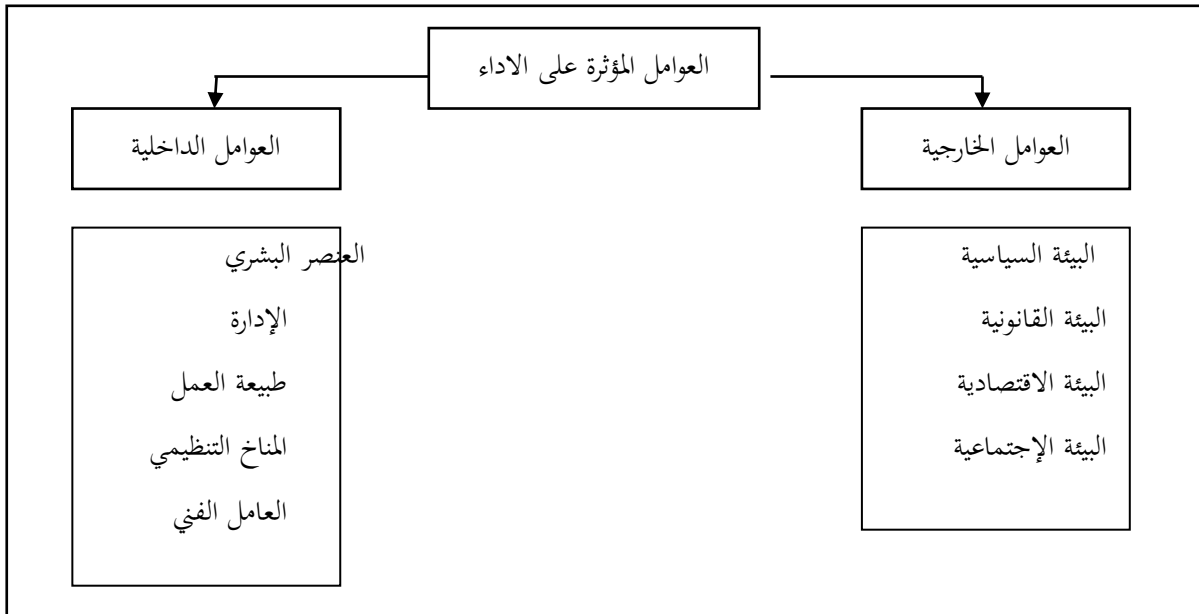 العوامل المؤثرة على الاداء
العوامل الخارجية
البيئة السياسية
البيئة القانونية
البيئة الاقتصادية
البيئة الإجتماعية
العوامل الداخلية
العنصر البشري
الإدارة
طبيعة العمل
المناخ التنظيمي
العامل الفني